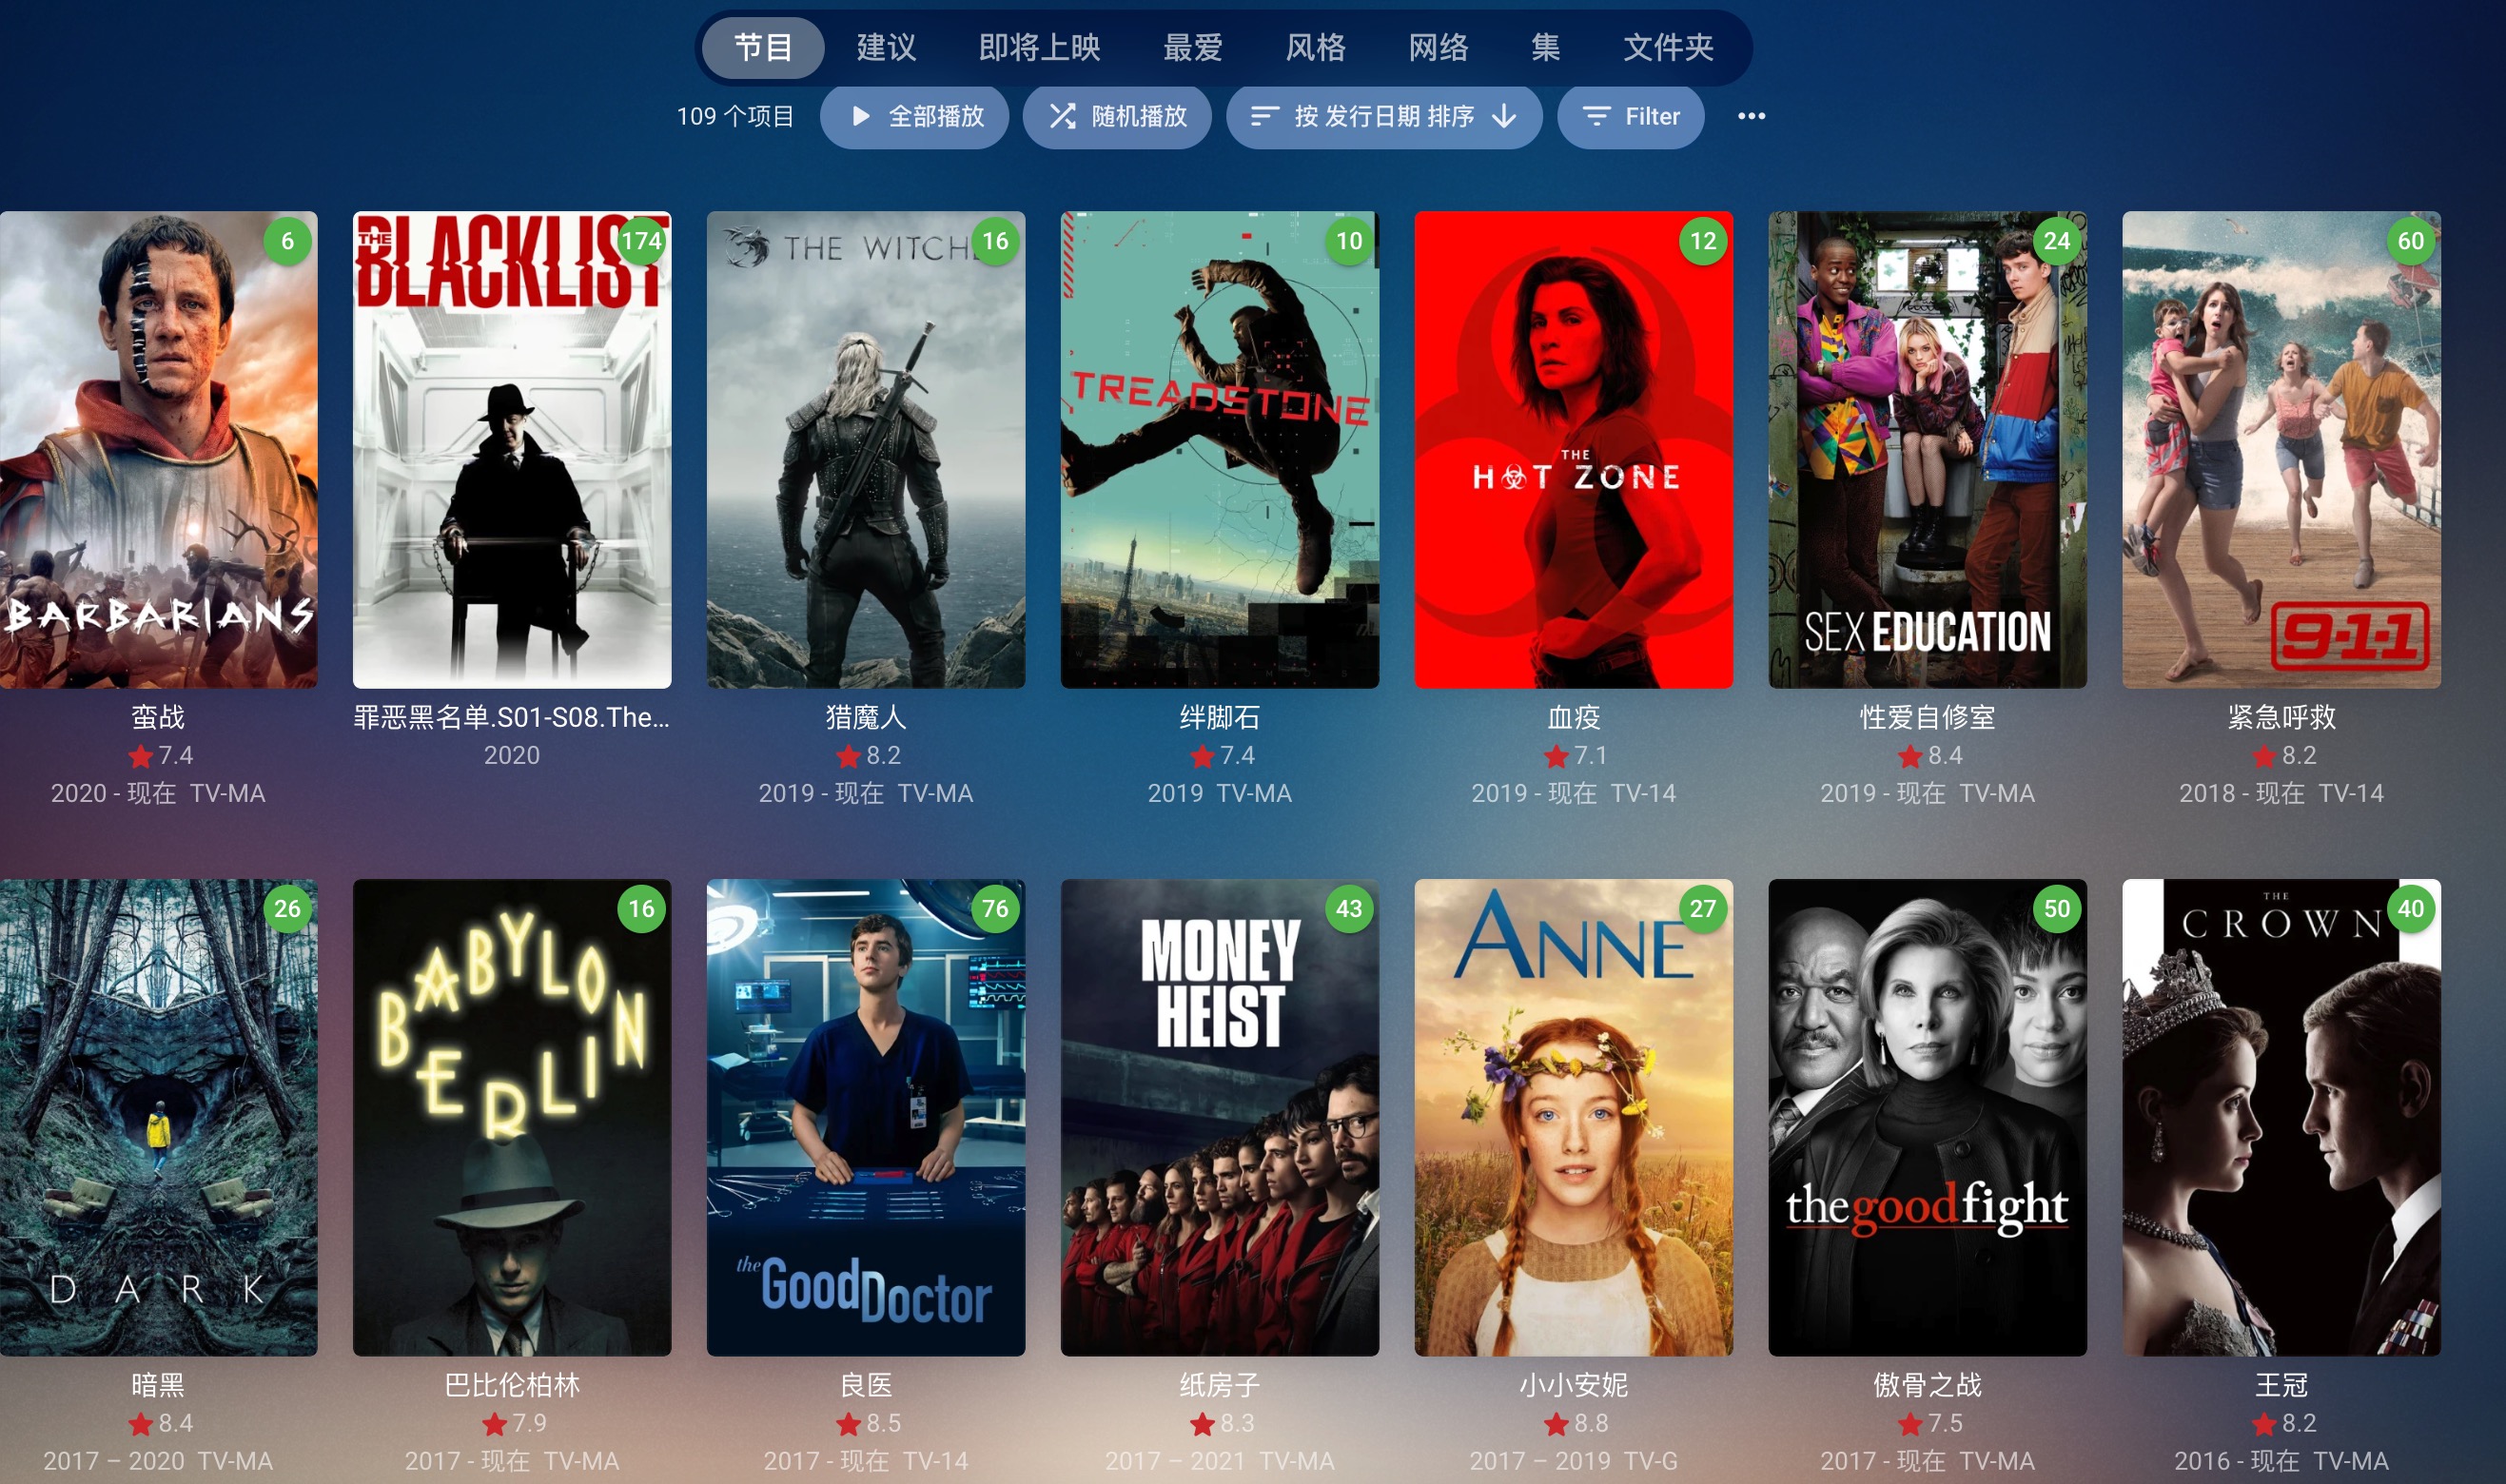 节目 建议 即将上映 最爱 风格 网络 集 文件夹
109 个项目 全部播放 随机播放 按 发行日期 排序 Filter
6
BARBARIANS
蛮战
7.4
2020 - 现在 TV-MA
THE
BLACKLIST
174
罪恶黑名单.S01-S08.The...
2020
THE WITCHE
16
猎魔人
8.2
2019 - 现在 TV-MA
10
TREADSTONE
绊脚石
7.4
2019 TV-MA
12
THE
HOT ZONE
血疫
7.1
2019 - 现在 TV-14
24
SEX EDUCATION
性爱自修室
8.4
2019 - 现在 TV-MA
60
9-1-1
紧急呼救
8.2
2018 - 现在 TV-14
26
DARK
暗黑
8.4
2017 – 2020 TV-MA
16
BABYLON
BERLIN
巴比伦柏林
7.9
2017 - 现在 TV-MA
76
the
GoodDoctor
良医
8.5
2017 - 现在 TV-14
43
MONEY
HEIST
纸房子
8.3
2017 – 2021 TV-MA
27
ANNE
小小安妮
8.8
2017 – 2019 TV-G
50
thegoodfight
傲骨之战
7.5
2017 - 现在 TV-MA
40
THE
CROWN
王冠
8.2
2016 - 现在 TV-MA